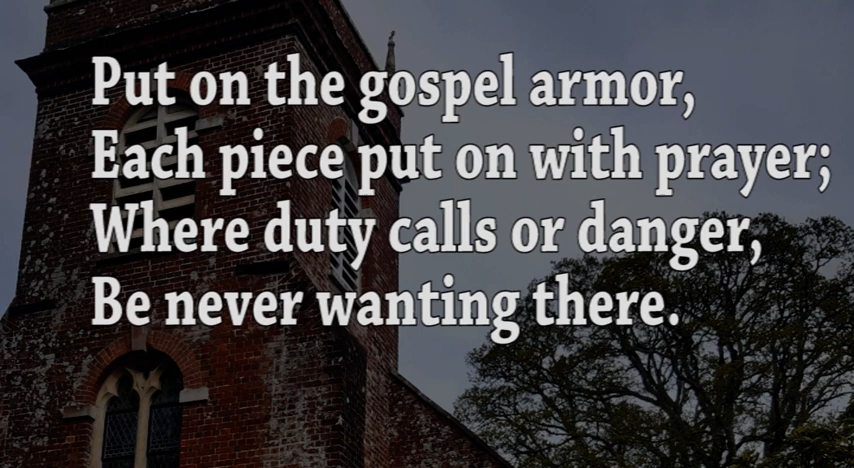 Put on the gospel armor,
Each piece put on with prayer;
Where duty calls or danger,
Be never wanting there.